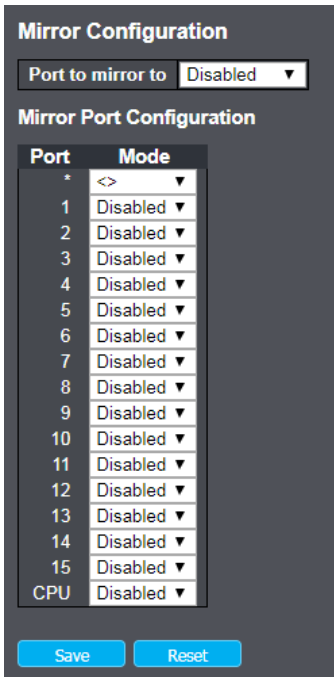 Mirror Configuration
Port to mirror to Disabled ▼
Mirror Port Configuration
Port Mode
* <> ▼
1 Disabled ▼
2 Disabled ▼
3 Disabled ▼
4 Disabled ▼
5 Disabled ▼
6 Disabled ▼
7 Disabled ▼
8 Disabled ▼
9 Disabled ▼
10 Disabled ▼
11 Disabled ▼
12 Disabled ▼
13 Disabled ▼
14 Disabled ▼
15 Disabled ▼
CPU Disabled ▼
Save Reset